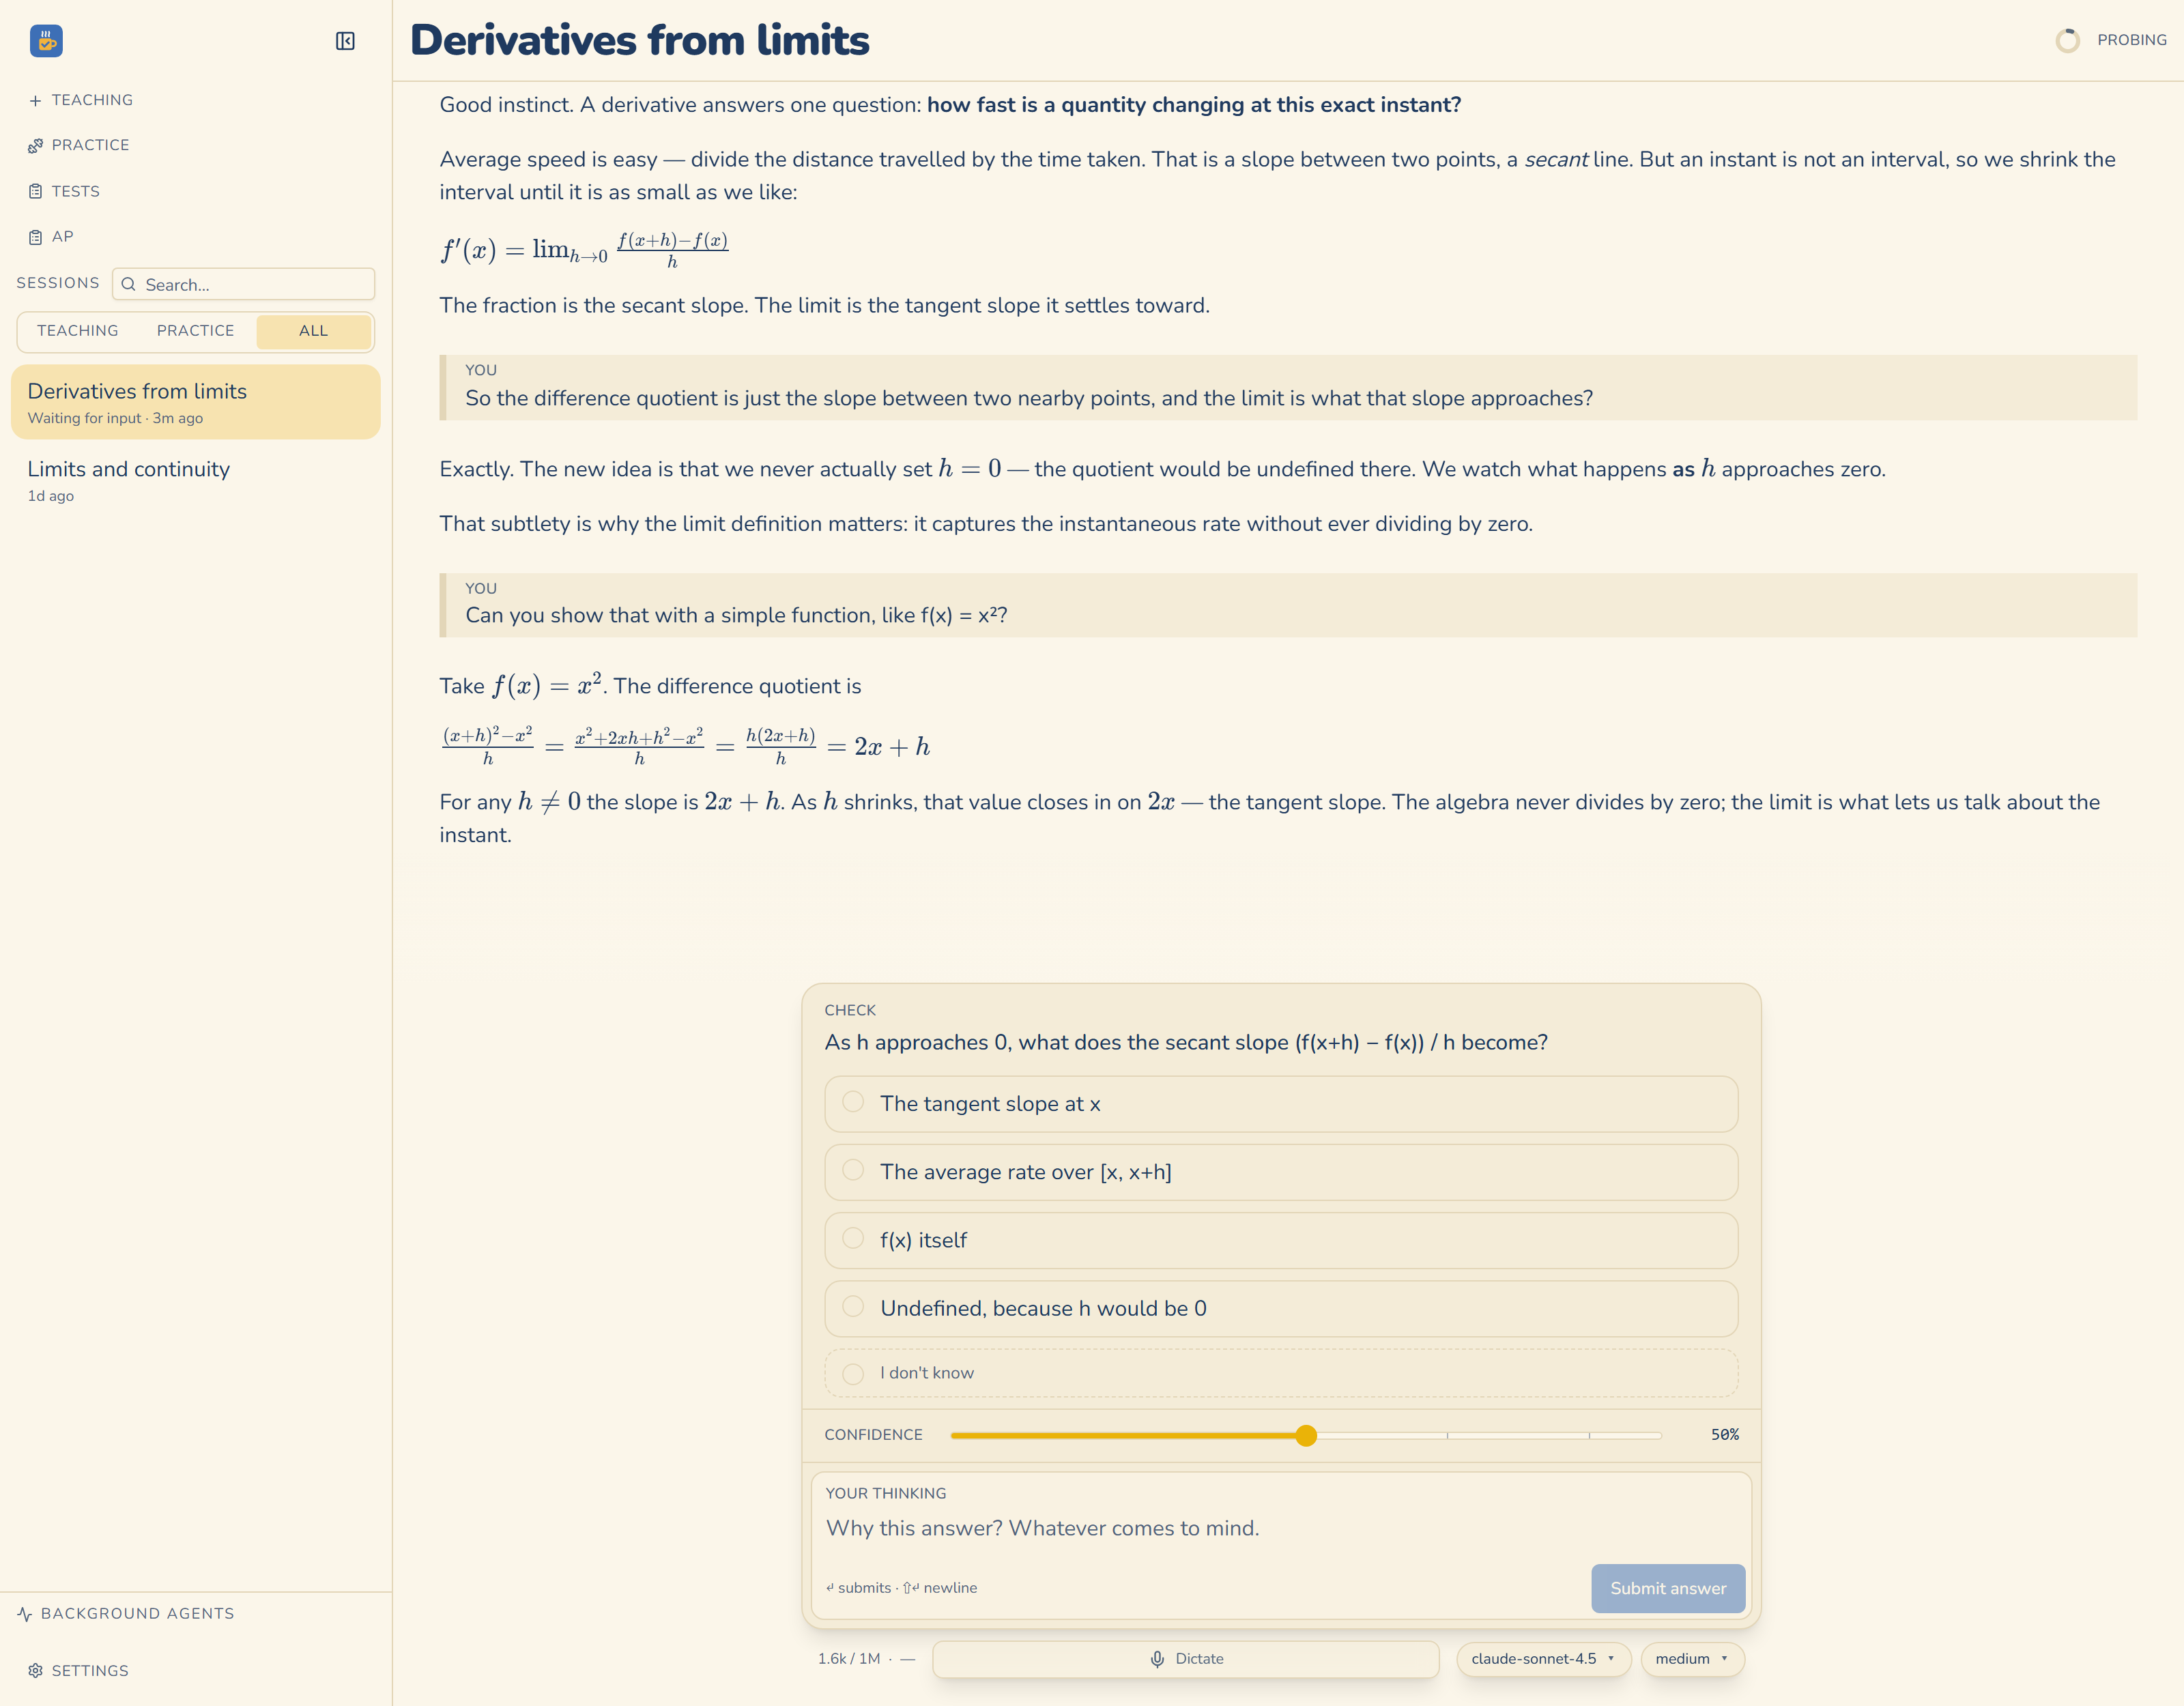 Derivatives from limits
PROBING
TEACHING
PRACTICE
TESTS
AP
SESSIONS
Search...
TEACHING PRACTICE ALL
Derivatives from limits
Waiting for input · 3m ago
Limits and continuity
1d ago
BACKGROUND AGENTS
SETTINGS
Good instinct. A derivative answers one question: how fast is a quantity changing at this exact instant?
Average speed is easy — divide the distance travelled by the time taken. That is a slope between two points, a secant line. But an instant is not an interval, so we shrink the
interval until it is as small as we like:
f′(x) = lim_{h→0} \frac{f(x+h)−f(x)}{h}
The fraction is the secant slope. The limit is the tangent slope it settles toward.
YOU
So the difference quotient is just the slope between two nearby points, and the limit is what that slope approaches?
Exactly. The new idea is that we never actually set h = 0 — the quotient would be undefined there. We watch what happens as h approaches zero.
That subtlety is why the limit definition matters: it captures the instantaneous rate without ever dividing by zero.
YOU
Can you show that with a simple function, like f(x) = x²?
Take f(x) = x². The difference quotient is
\frac{(x+h)²−x²}{h} = \frac{x²+2xh+h²−x²}{h} = \frac{h(2x+h)}{h} = 2x + h
For any h ≠ 0 the slope is 2x + h. As h shrinks, that value closes in on 2x — the tangent slope. The algebra never divides by zero; the limit is what lets us talk about the
instant.
CHECK
As h approaches 0, what does the secant slope (f(x+h) − f(x)) / h become?
The tangent slope at x
The average rate over [x, x+h]
f(x) itself
Undefined, because h would be 0
I don't know
CONFIDENCE 50%
YOUR THINKING
Why this answer? Whatever comes to mind.
↵ submits · ⇧↵ newline
Submit answer
1.6k / 1M · —
Dictate
claude-sonnet-4.5
medium